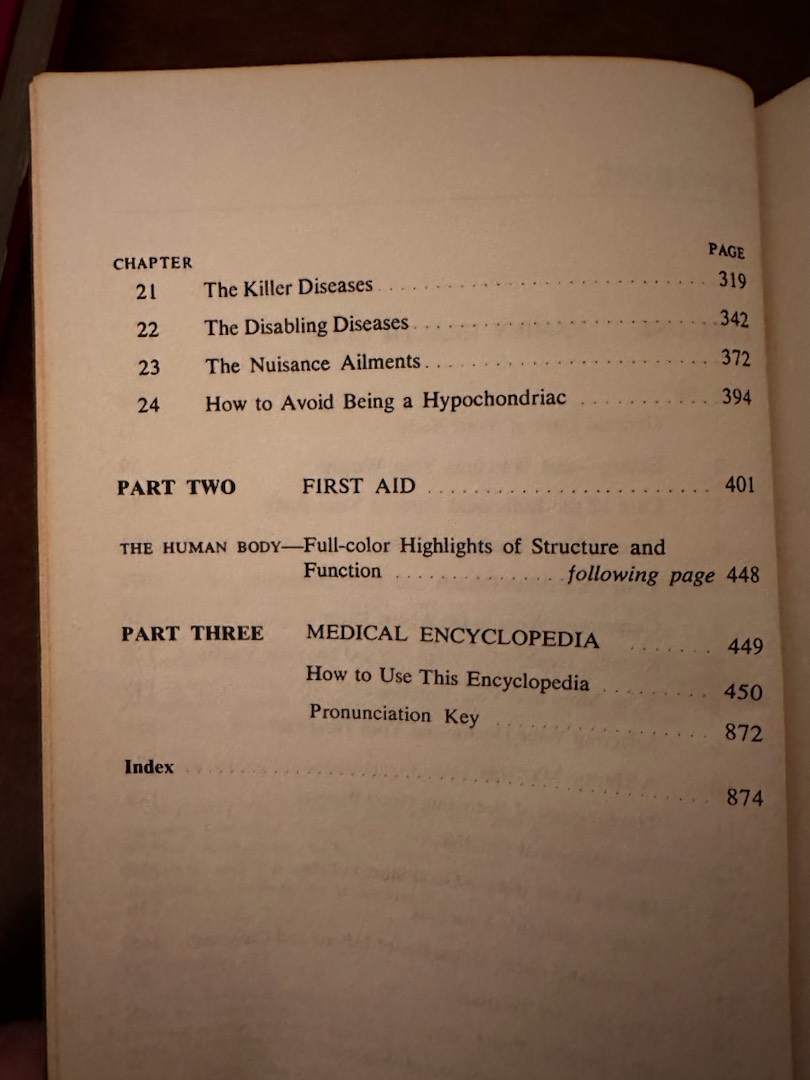 CHAPTER PAGE
21 The Killer Diseases . . . . . . . . . . . . . . . . . . . . . . . . 319
22 The Disabling Diseases . . . . . . . . . . . . . . . . . . . . . 342
23 The Nuisance Ailments . . . . . . . . . . . . . . . . . . . . . 372
24 How to Avoid Being a Hypochondriac . . . . . . . . . . . 394
PART TWO FIRST AID . . . . . . . . . . . . . . . . . . . . . . . . 401
THE HUMAN BODY—Full-color Highlights of Structure and
Function . . . . . . . . . . . . . . following page 448
PART THREE MEDICAL ENCYCLOPEDIA . . . . . . . 449
How to Use This Encyclopedia . . . . . . . . . 450
Pronunciation Key . . . . . . . . . . . . . . . . . . 872
Index . . . . . . . . . . . . . . . . . . . . . . . . . . . . . . . . . . . . 874